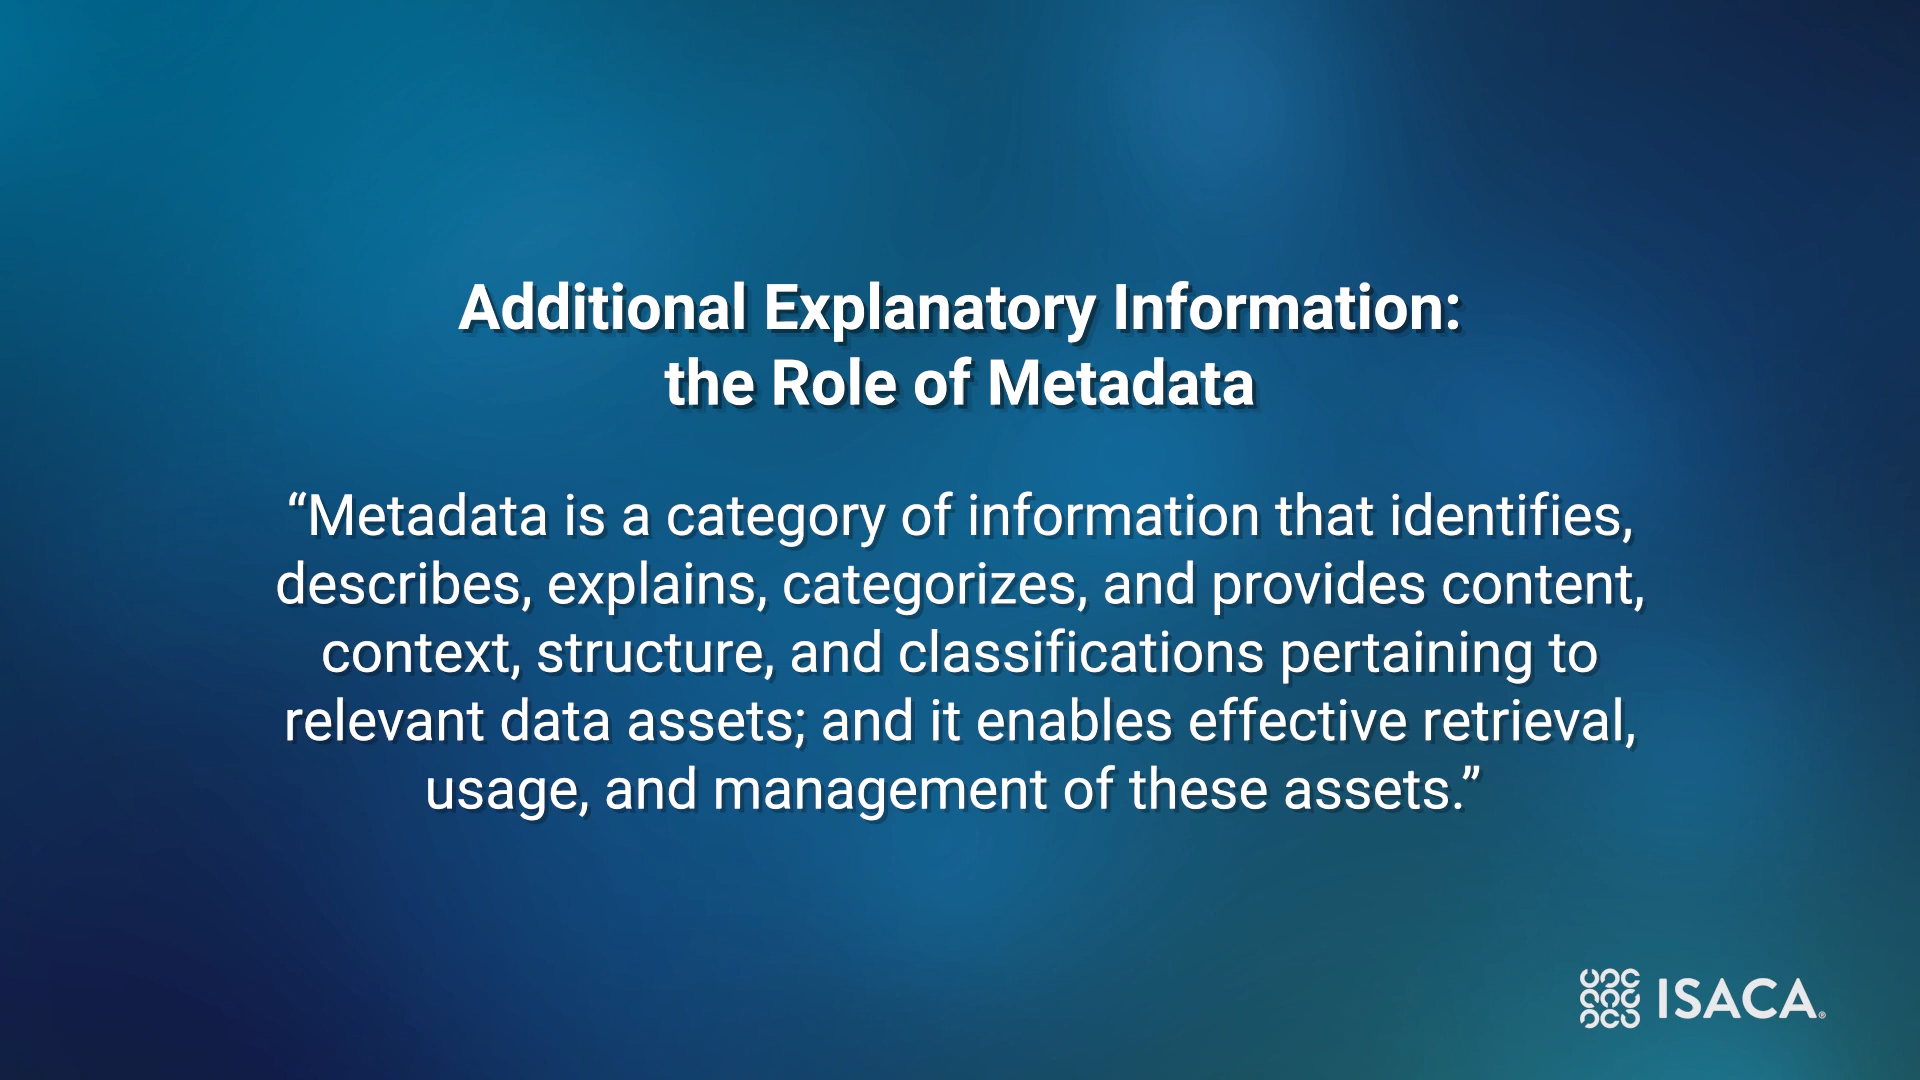 Additional Explanatory Information:
the Role of Metadata
“Metadata is a category of information that identifies,
describes, explains, categorizes, and provides content,
context, structure, and classifications pertaining to
relevant data assets; and it enables effective retrieval,
usage, and management of these assets.”
ISACA®